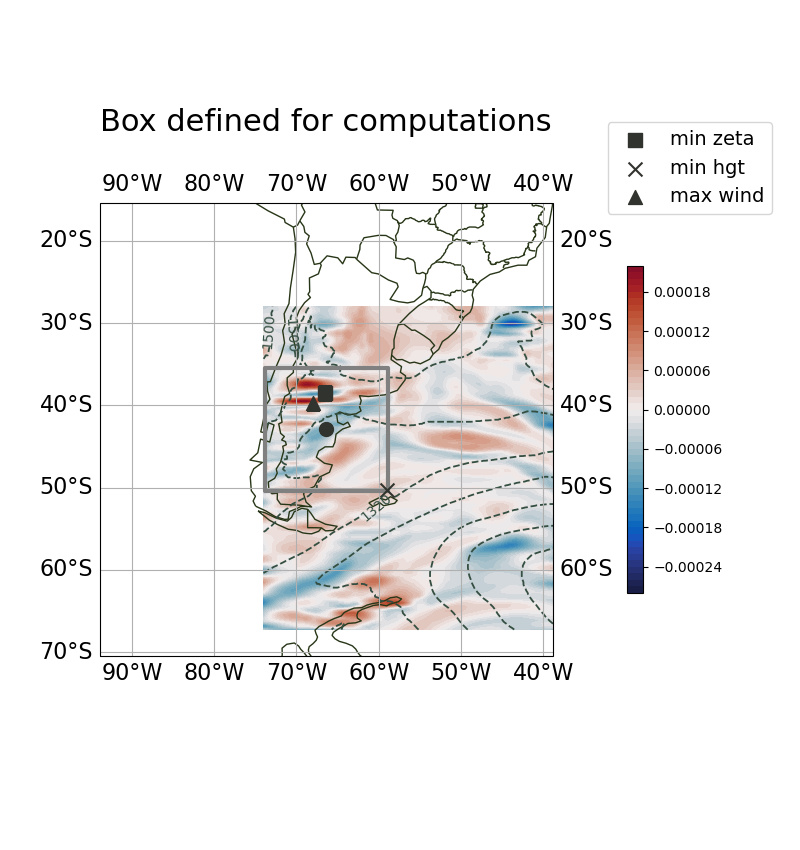 Box defined for computations
min zeta
min hgt
max wind
90°W 80°W 70°W 60°W 50°W 40°W
20°S 20°S
30°S 30°S
40°S 40°S
50°S 50°S
60°S 60°S
70°S
90°W 80°W 70°W 60°W 50°W 40°W
1500
0.00018
0.00012
0.00006
0.00000
−0.00006
−0.00012
−0.00018
−0.00024